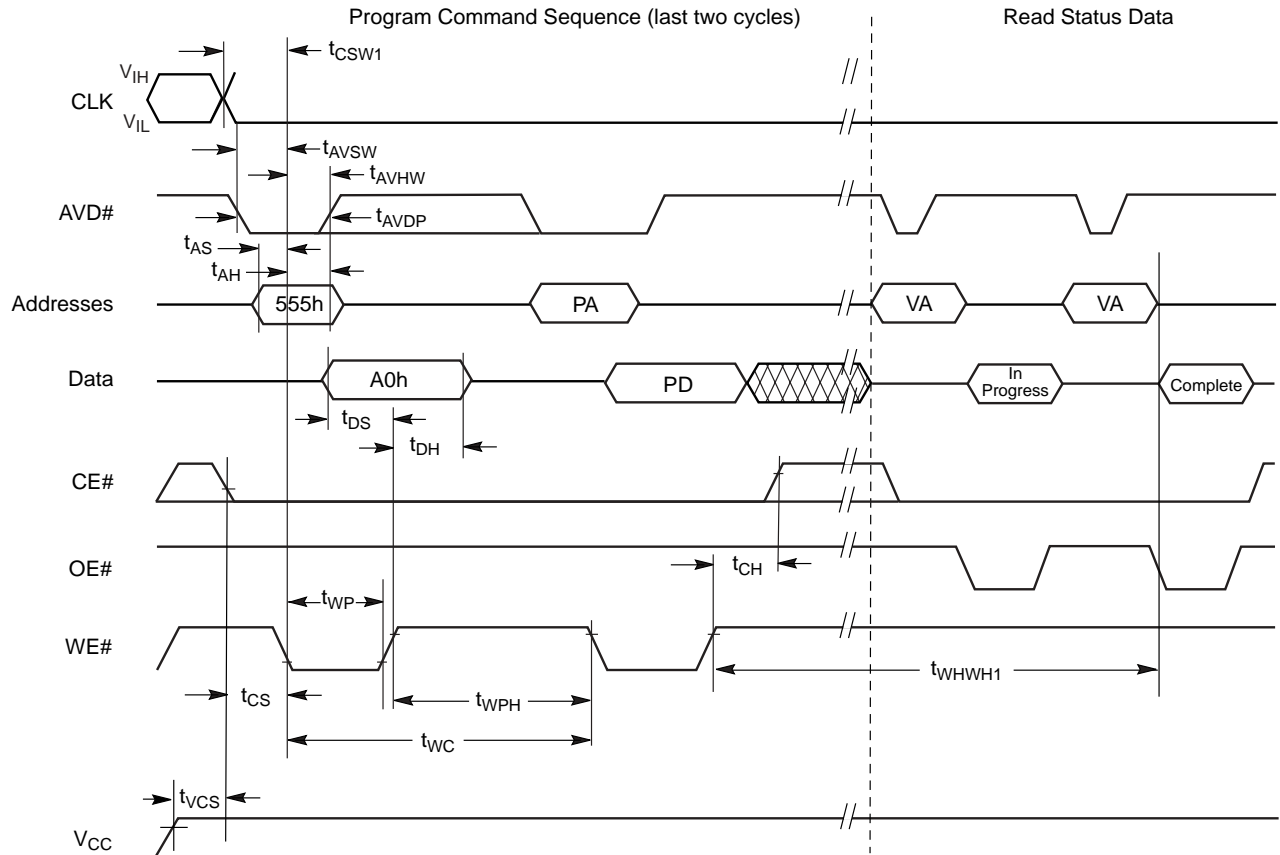 Program Command Sequence (last two cycles)
Read Status Data
tCSW1
VIH
CLK
VIL
tAVSW
tAVHW
AVD#
tAVDP
tAS
tAH
Addresses
555h
PA
VA
VA
Data
A0h
PD
In
Progress
Complete
tDS
tDH
CE#
OE#
tCH
tWP
WE#
tWHWH1
tCS
tWPH
tWC
tVCS
VCC